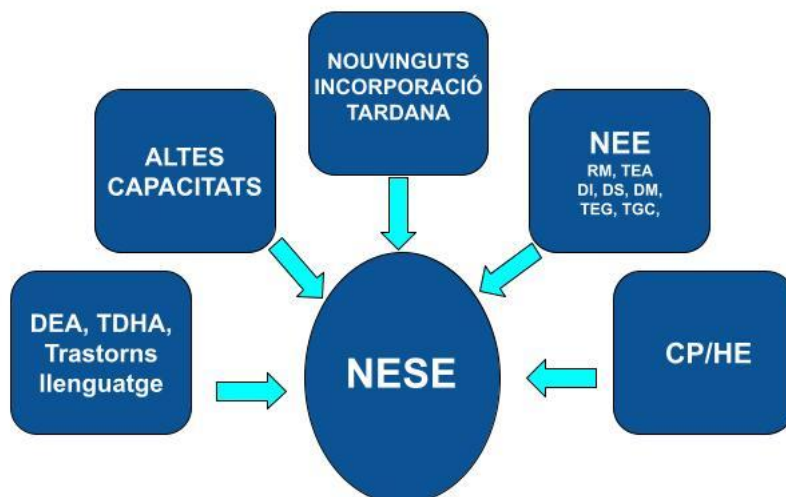 NOUVINGUTS
INCORPORACIÓ
TARDANA
ALTES
CAPACITATS
NEE
RM, TEA
DI, DS, DM,
TEG, TGC,
DEA, TDHA,
Trastorns
llenguatge
NESE
CP/HE